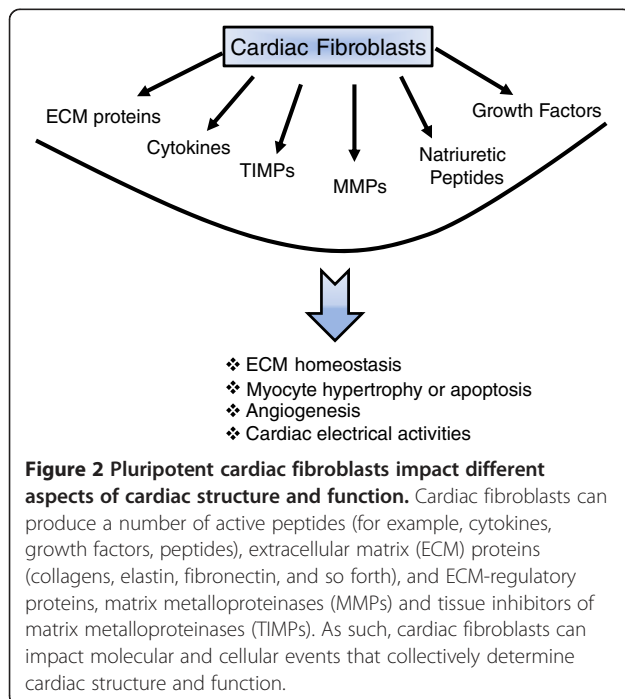 Cardiac Fibroblasts
ECM proteins
Cytokines
TIMPs
MMPs
Natriuretic
Peptides
Growth Factors
❖ ECM homeostasis
❖ Myocyte hypertrophy or apoptosis
❖ Angiogenesis
❖ Cardiac electrical activities
Figure 2 Pluripotent cardiac fibroblasts impact different
aspects of cardiac structure and function. Cardiac fibroblasts can
produce a number of active peptides (for example, cytokines,
growth factors, peptides), extracellular matrix (ECM) proteins
(collagens, elastin, fibronectin, and so forth), and ECM-regulatory
proteins, matrix metalloproteinases (MMPs) and tissue inhibitors of
matrix metalloproteinases (TIMPs). As such, cardiac fibroblasts can
impact molecular and cellular events that collectively determine
cardiac structure and function.